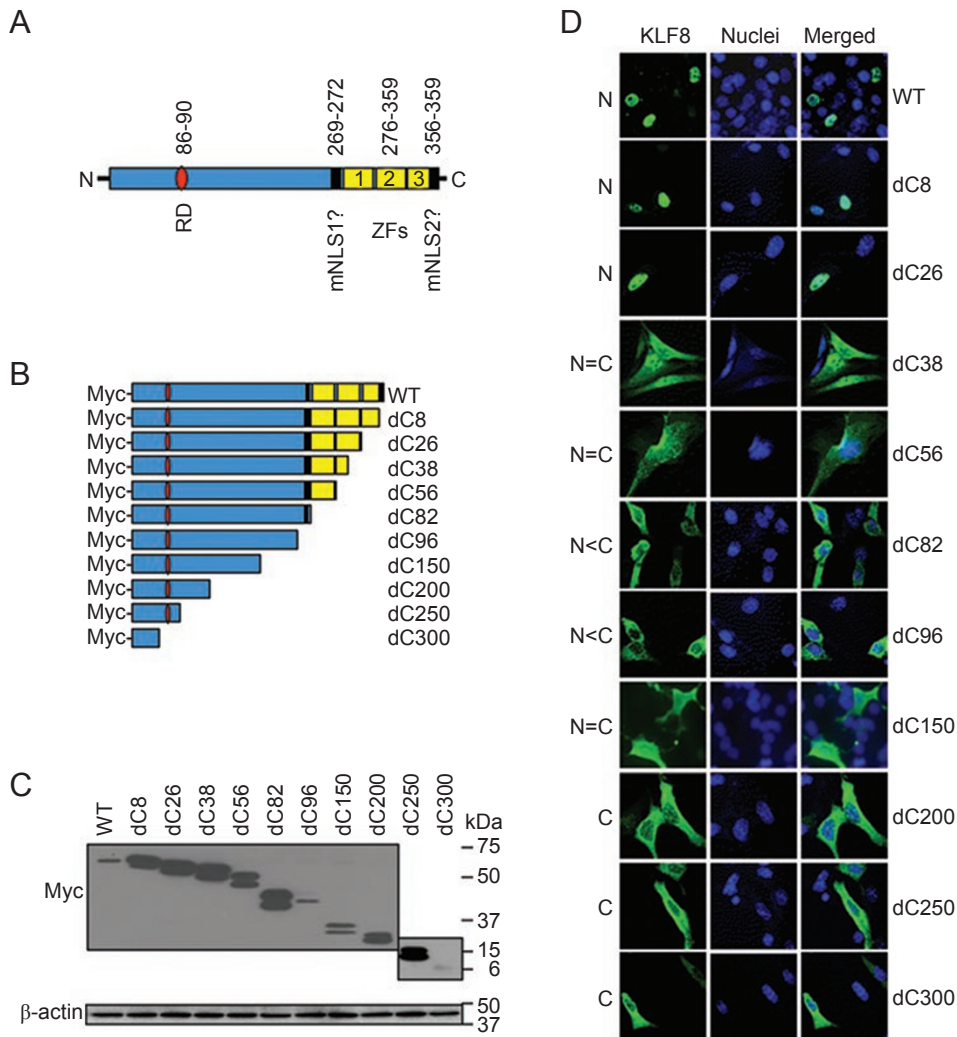 A
86-90
269-272
276-359
356-359
N
1
2
3
C
RD
mNLS1?
ZFs
mNLS2?
B
Myc- WT
Myc- dC8
Myc- dC26
Myc- dC38
Myc- dC56
Myc- dC82
Myc- dC96
Myc- dC150
Myc- dC200
Myc- dC250
Myc- dC300
C
WT dC8 dC26 dC38 dC56 dC82 dC96 dC150 dC200 dC250 dC300
kDa
75
Myc
50
37
15
6
β-actin
50
37
D
KLF8 Nuclei Merged
N WT
N dC8
N dC26
N=C dC38
N=C dC56
N<C dC82
N<C dC96
N=C dC150
C dC200
C dC250
C dC300